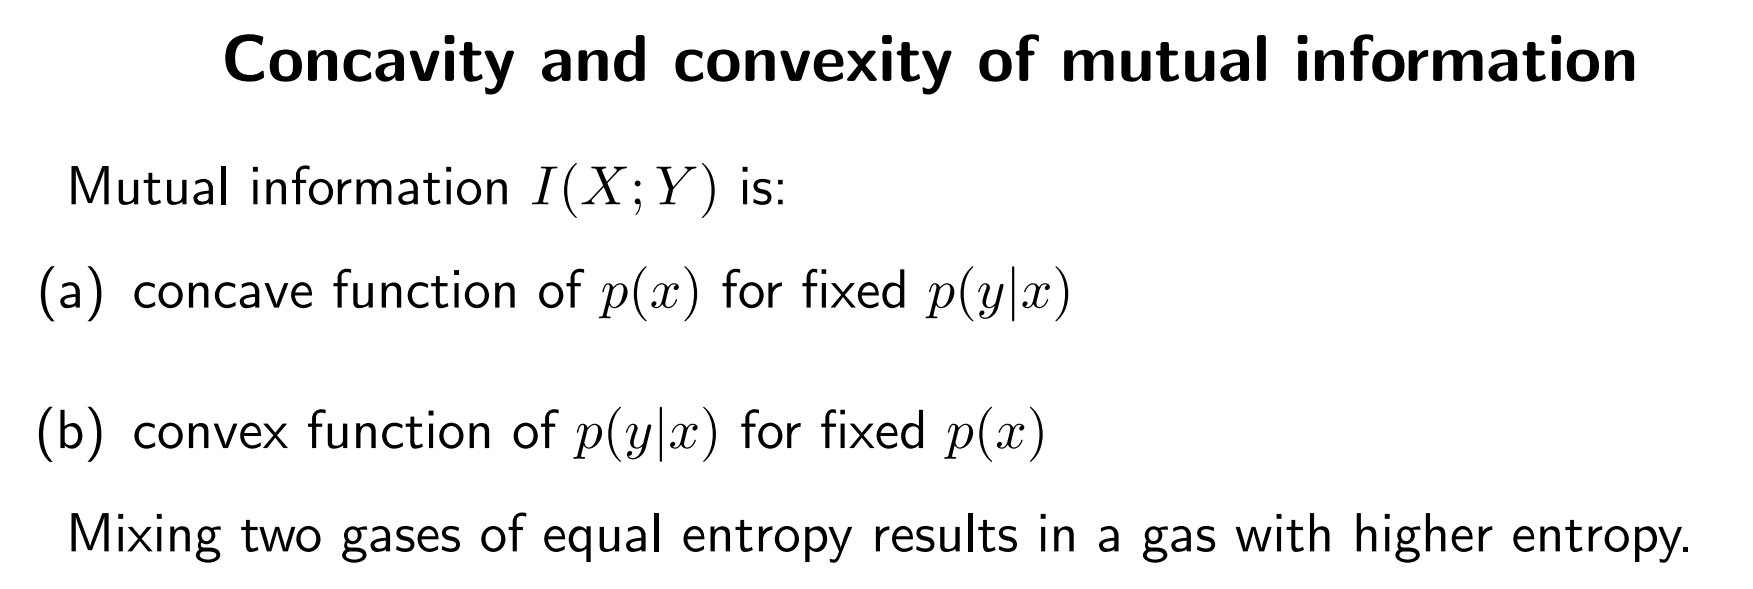 Concavity and convexity of mutual information
Mutual information I(X; Y) is:
(a) concave function of p(x) for fixed p(y|x)
(b) convex function of p(y|x) for fixed p(x)
Mixing two gases of equal entropy results in a gas with higher entropy.